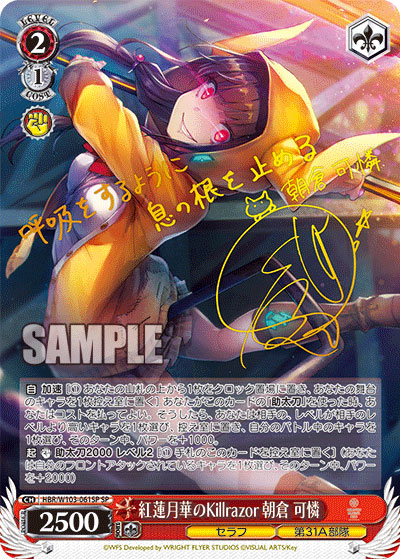 LEVEL
2
1
COST
呼吸をするように
息の根を止める
朝倉可憐
SAMPLE
自 加速 [① あなたの山札の上から1枚をクロック置場に置き、あなたの舞台
のキャラを1枚控え室に置く] あなたがこのカードの『助太刀』を使った時、あな
たはコストを払ってよい。そうしたら、あなたは相手の、レベルが相手のレ
ベルより高いキャラを1枚選び、控え室に置き、自分のバトル中のキャラを
1枚選び、そのターン中、パワーを+1000。
起 助太刀2000 レベル2 [① 手札のこのカードを控え室に置く] (あなた
は自分のフロントアタックされているキャラを1枚選び、そのターン中、パワー
を+2000)
CH
HBR/W103-061SP SP
2500
紅蓮月華のKillrazor 朝倉 可憐
セラフ
第31A部隊
©WFS Developed by WRIGHT FLYER STUDIOS ©VISUAL ARTS/Key